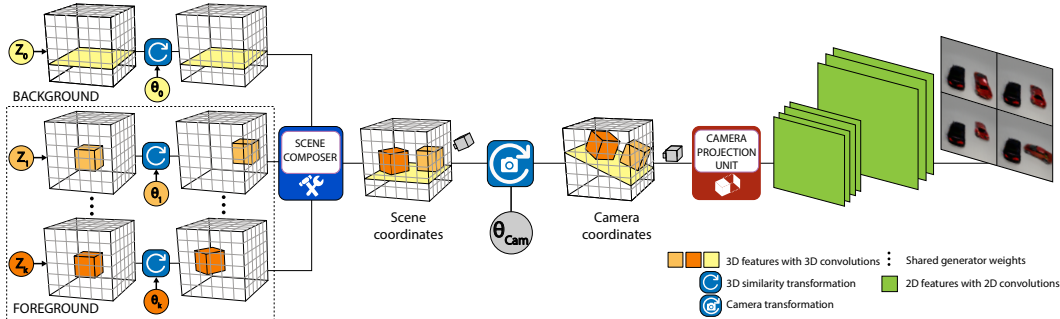 Z0
θ0
BACKGROUND
Z1
θ1
Zk
θk
FOREGROUND
SCENE
COMPOSER
Scene
coordinates
θCam
Camera
coordinates
CAMERA
PROJECTION
UNIT
3D features with 3D convolutions
3D similarity transformation
Camera transformation
Shared generator weights
2D features with 2D convolutions